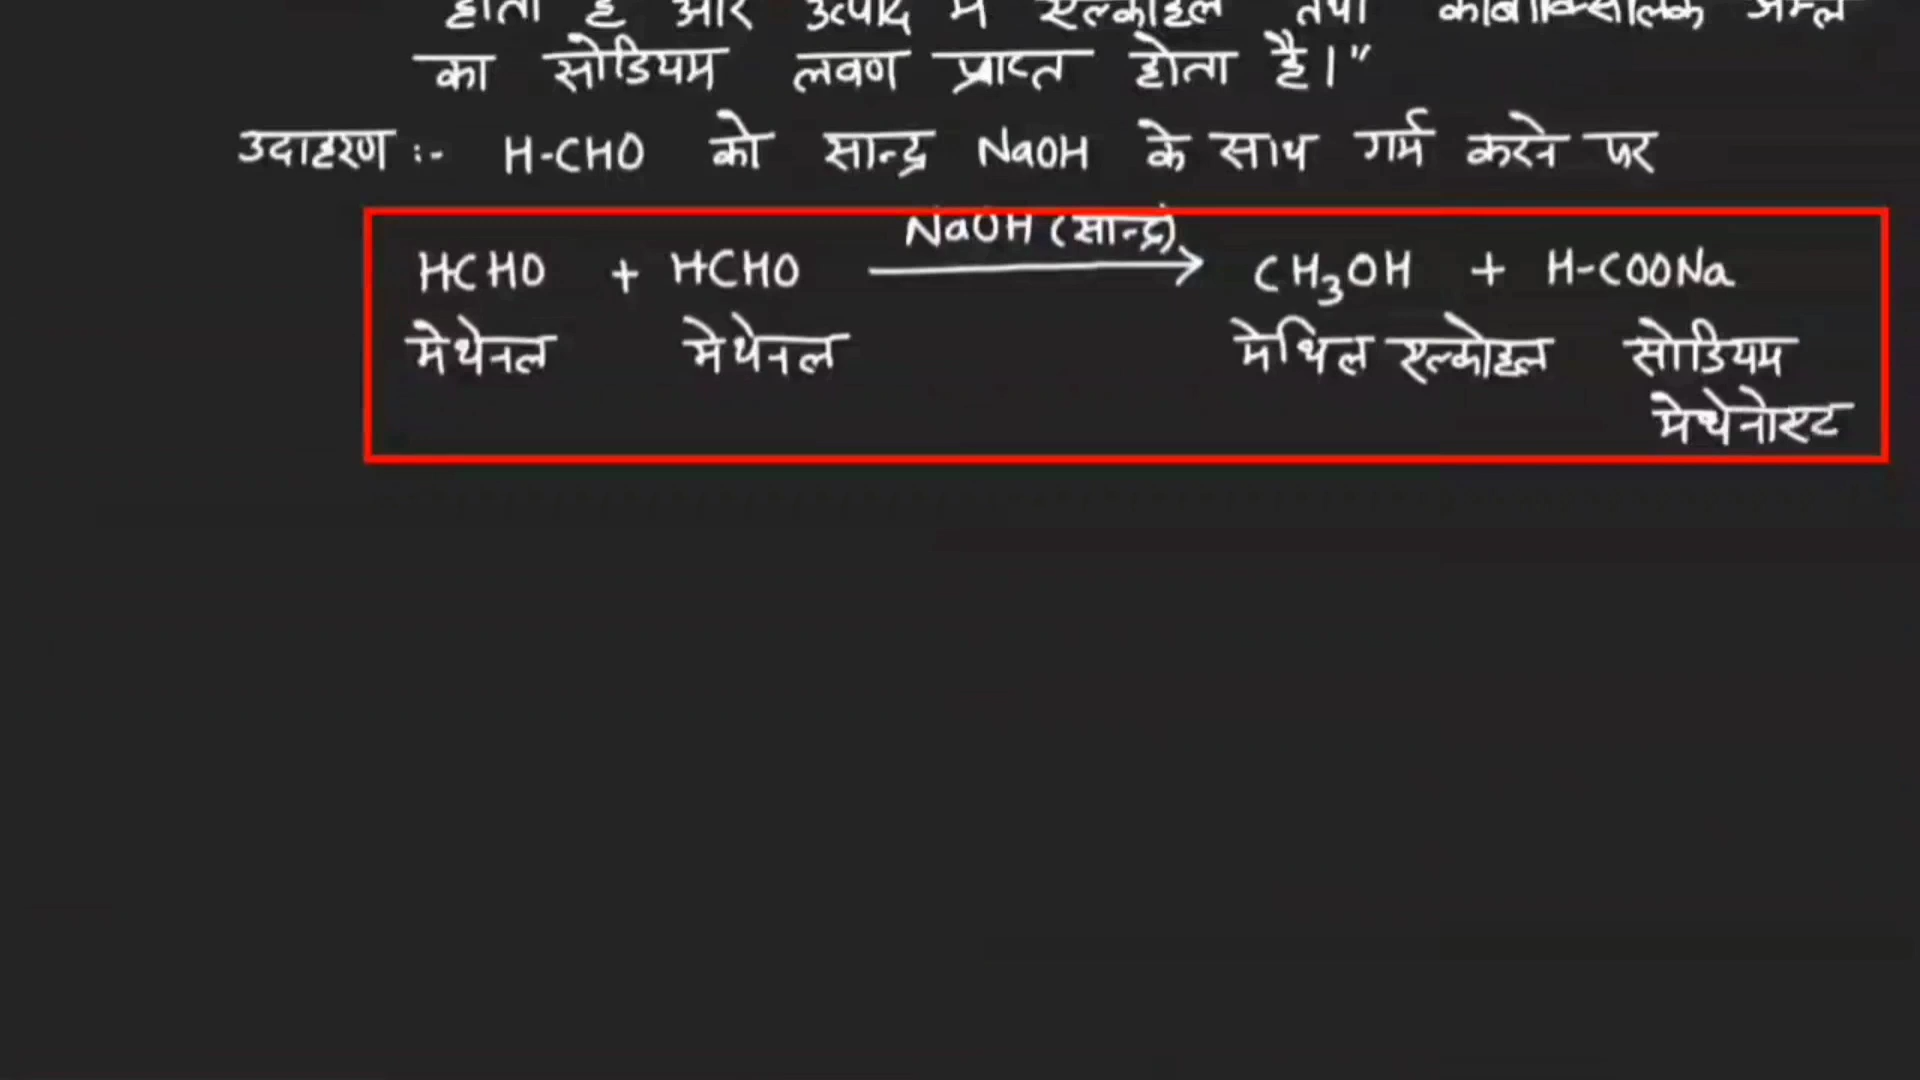 होता है और उत्पाद में एल्कोहल तथा कार्बोक्सिलिक अम्ल
का सोडियम लवण प्राप्त होता है।"
उदाहरण :- H-CHO को सान्द्र NaOH के साथ गर्म करने पर
NaOH (सान्द्र)
HCHO + HCHO ⟶ CH₃OH + H-COONa
मेथेनल मेथेनल मेथिल एल्कोहल सोडियम
मेथेनोएट